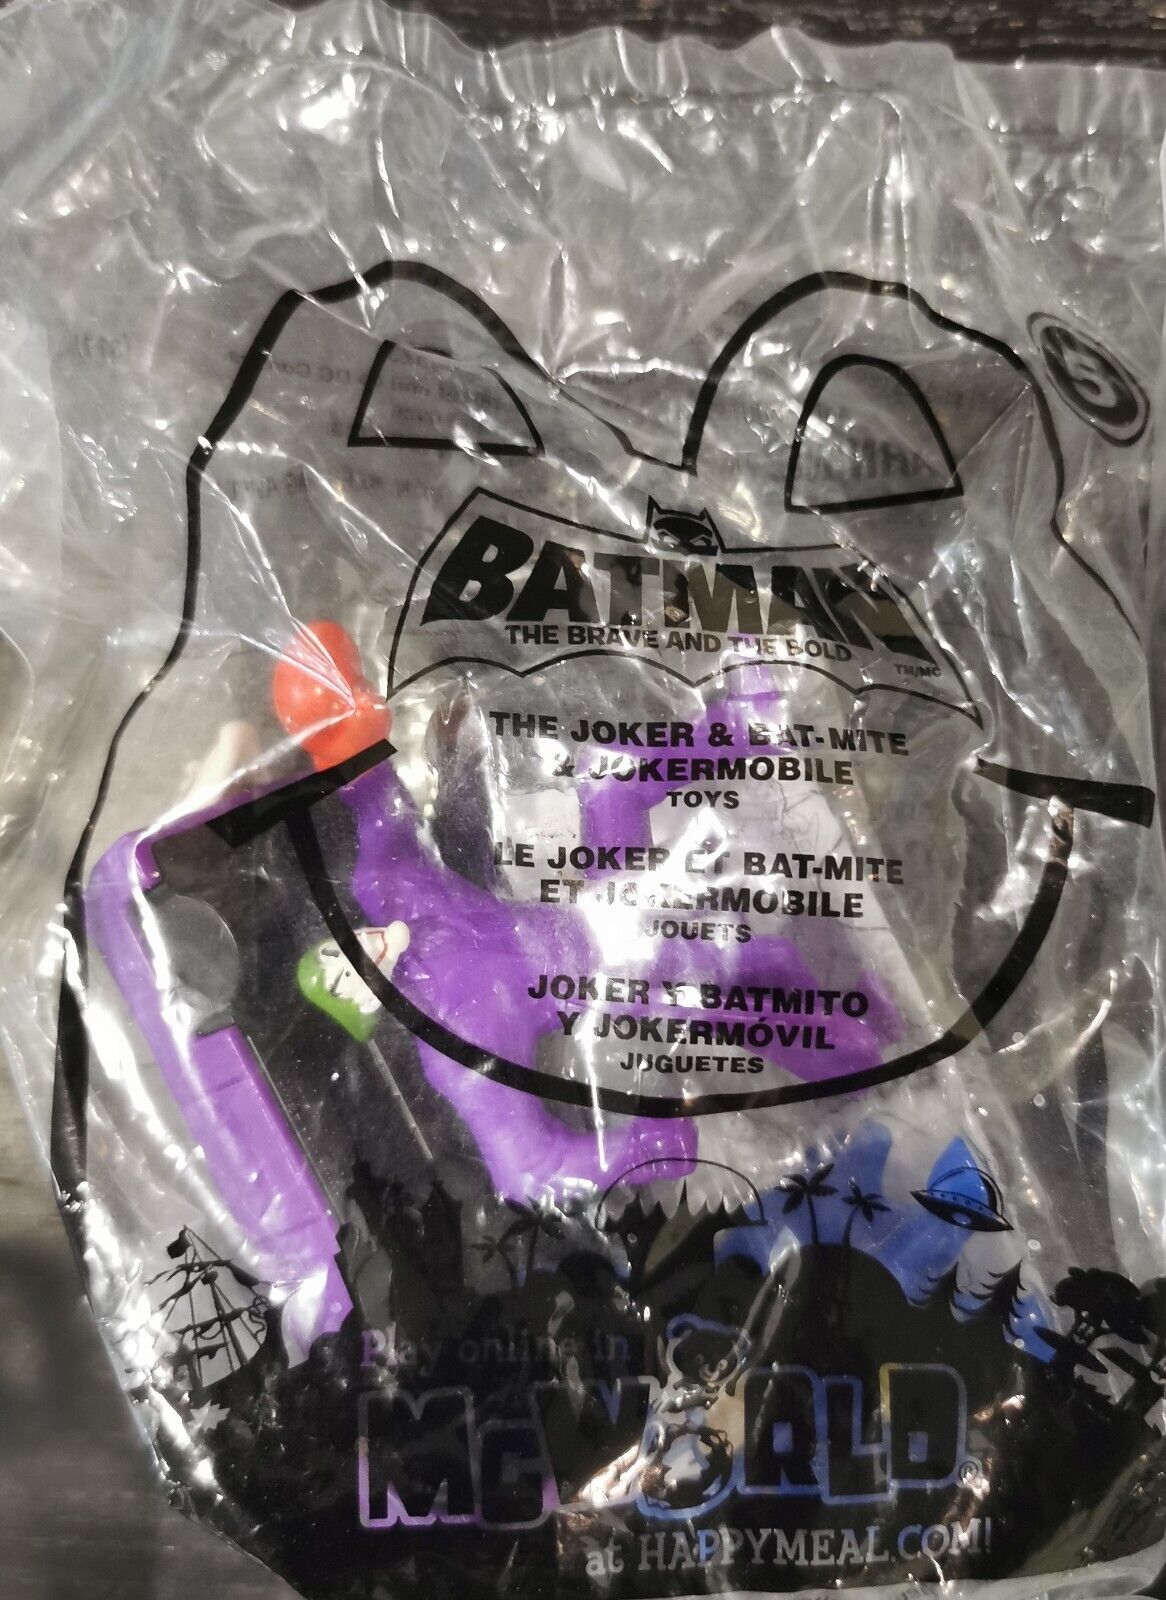 5
BATMAN
THE BRAVE AND THE BOLD
TM/MC
THE JOKER & BAT-MITE
& JOKERMOBILE
TOYS
LE JOKER ET BAT-MITE
ET JOKERMOBILE
JOUETS
JOKER Y BATMITO
Y JOKERMÓVIL
JUGUETES
Play online in
McWORLD®
at HAPPYMEAL.COM!